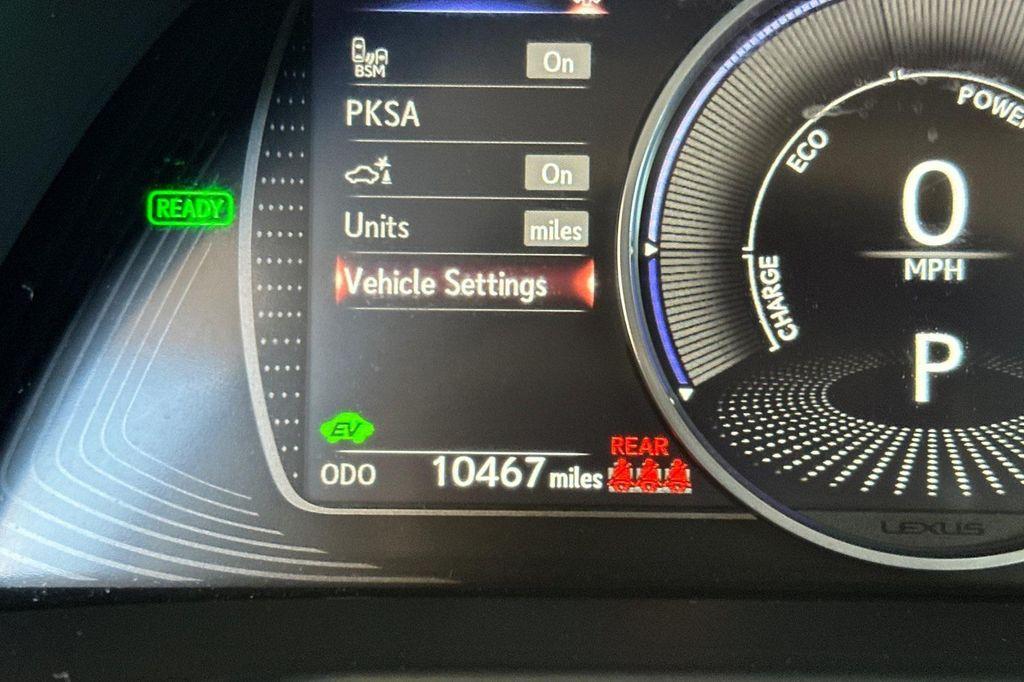 BSM On
PKSA
On
Units miles
Vehicle Settings
READY
EV
ODO 10467 miles
REAR
CHARGE
ECO
POWER
0
MPH
P
LEXUS